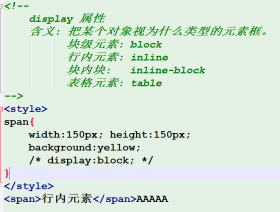 <!--
display 属性
含义: 把某个对象视为什么类型的元素框。
块级元素: block
行内元素: inline
块内块: inline-block
表格元素: table
-->
<style>
span{
width:150px; height:150px;
background:yellow;
/* display:block; */
}
</style>
<span>行内元素</span>AAAAA